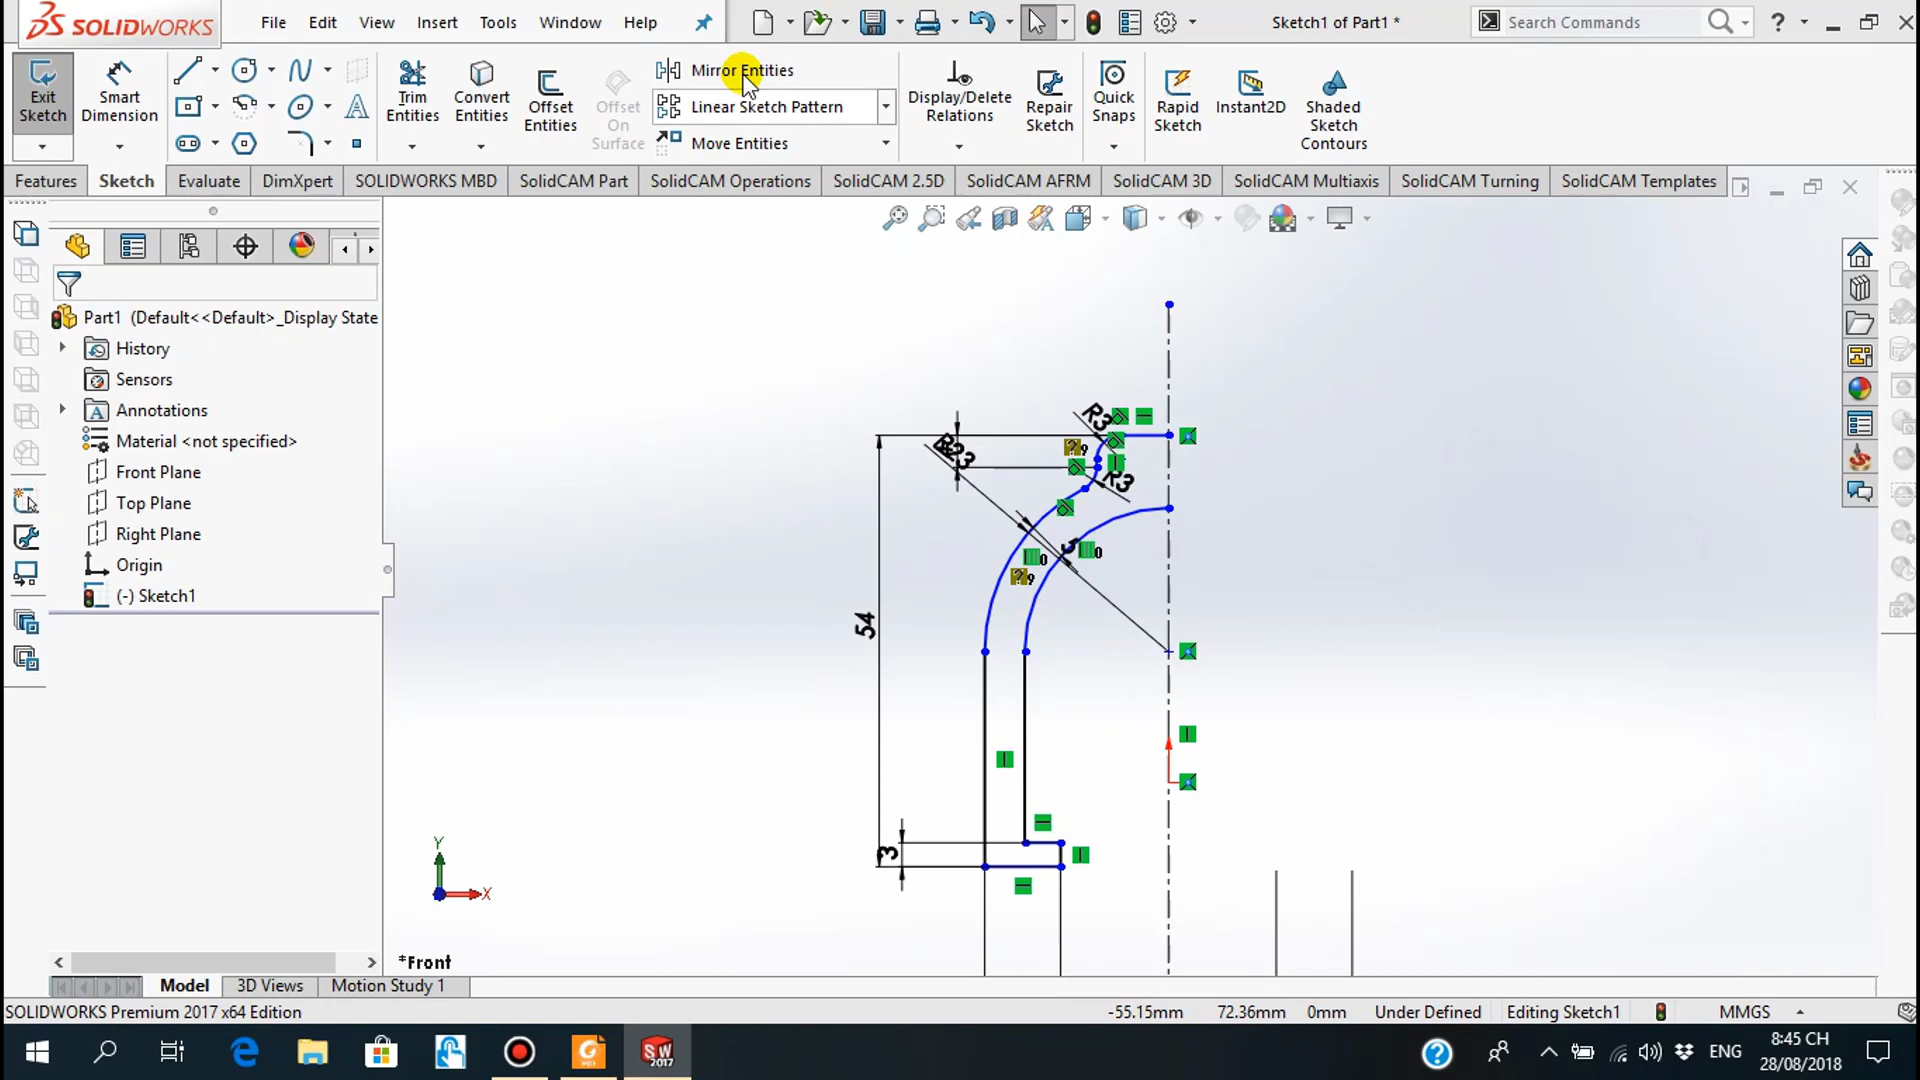 SOLIDWORKS
File Edit View Insert Tools Window Help
Sketch1 of Part1 *
Search Commands
?
Exit Sketch
Smart Dimension
Trim Entities
Convert Entities
Offset Entities
Offset On Surface
Mirror Entities
Linear Sketch Pattern
Move Entities
Display/Delete Relations
Repair Sketch
Quick Snaps
Rapid Sketch
Instant2D
Shaded Sketch Contours
Features Sketch Evaluate DimXpert SOLIDWORKS MBD SolidCAM Part SolidCAM Operations SolidCAM 2.5D SolidCAM AFRM SolidCAM 3D SolidCAM Multiaxis SolidCAM Turning SolidCAM Templates
Part1 (Default<<Default>_Display State
History
Sensors
Annotations
Material <not specified>
Front Plane
Top Plane
Right Plane
Origin
(-) Sketch1
R3
R3
5
54
3
Y
X
*Front
Model 3D Views Motion Study 1
SOLIDWORKS Premium 2017 x64 Edition
-55.15mm 72.36mm 0mm Under Defined Editing Sketch1 MMGS
ENG
8:45 CH
28/08/2018